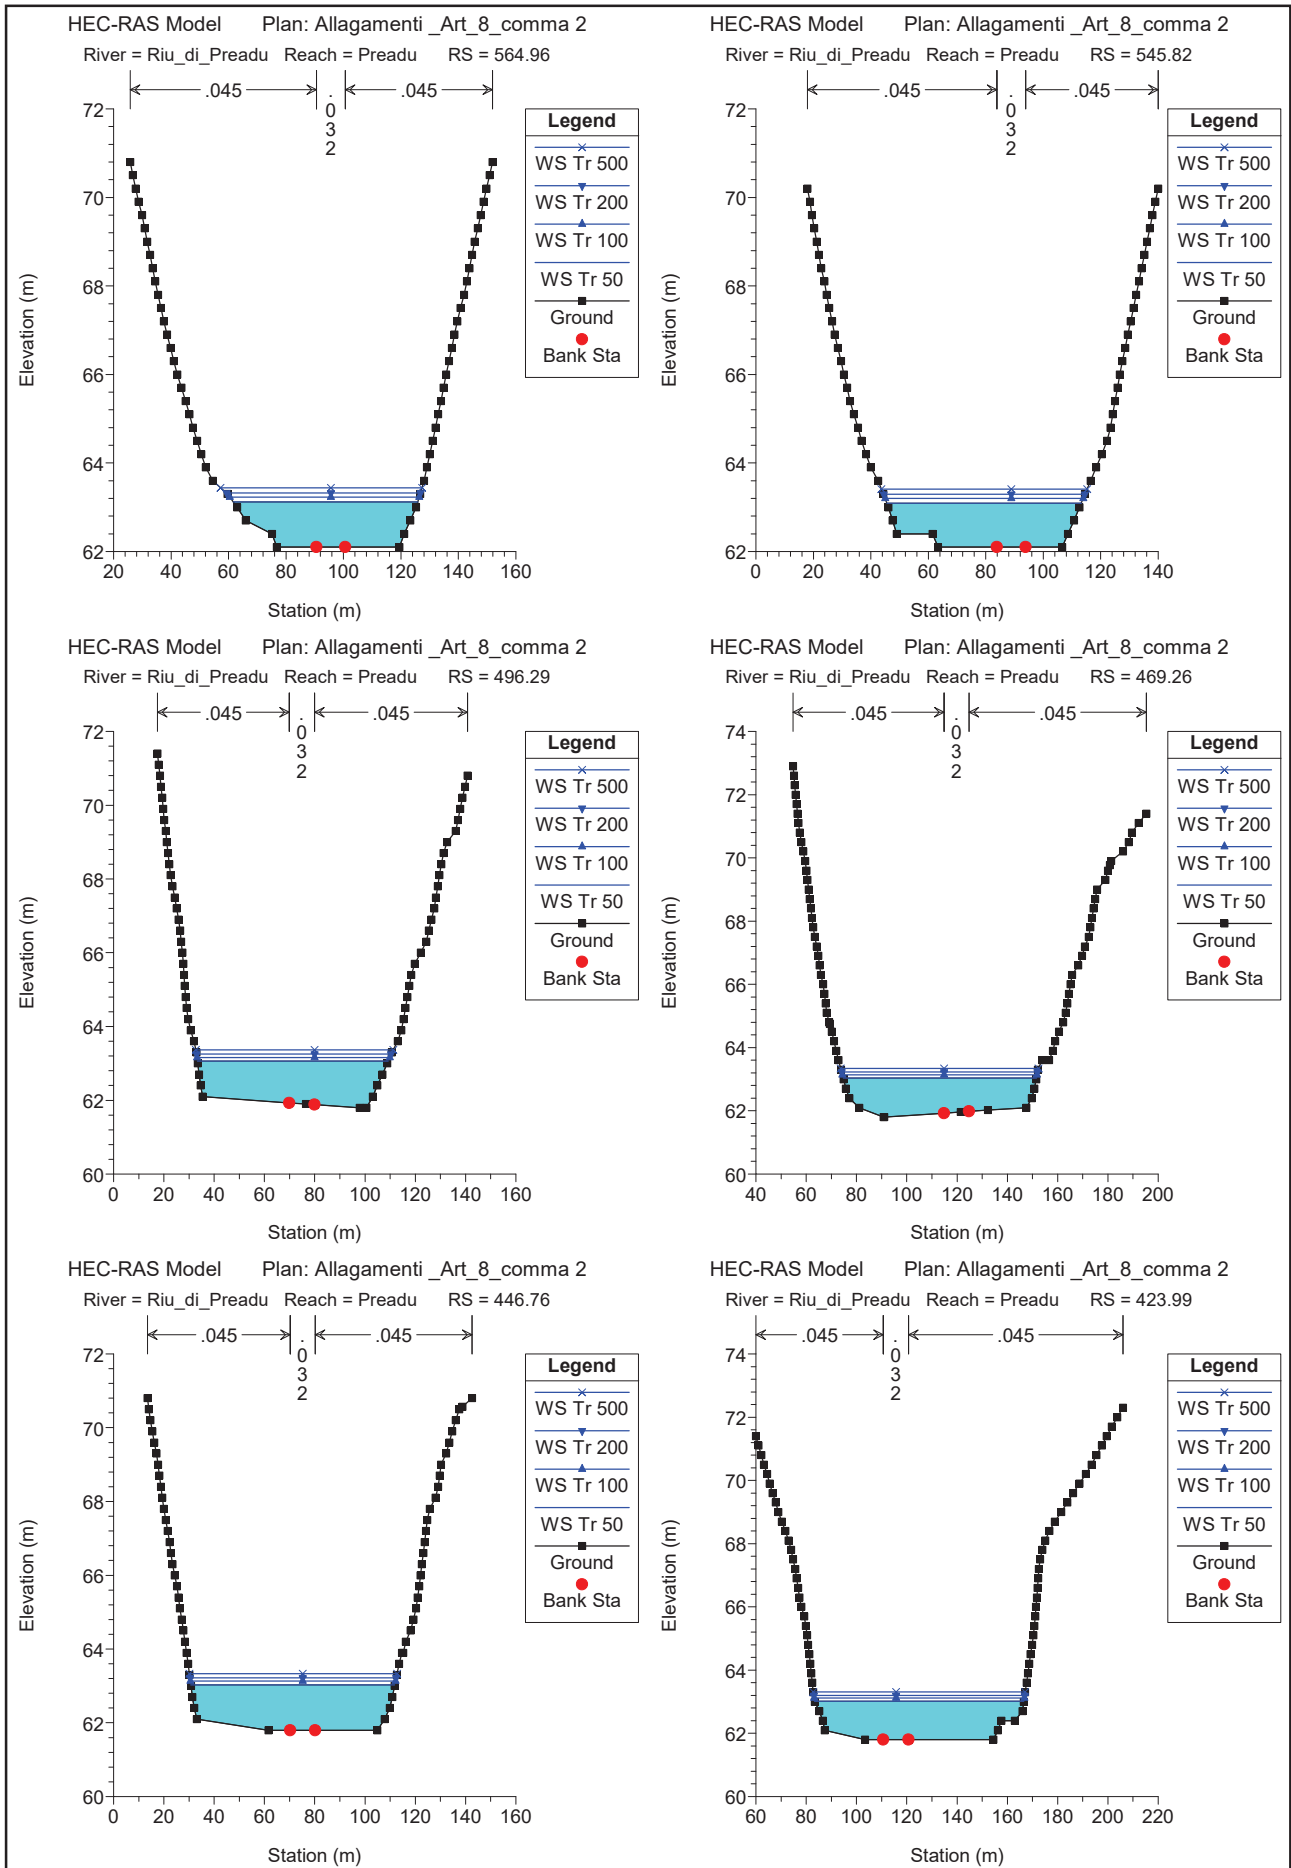 HEC-RAS Model Plan: Allagamenti _Art_8_comma 2
River = Riu_di_Preadu Reach = Preadu RS = 564.96
.045 .032 .045
72
70
68
66
64
62
Elevation (m)
20 40 60 80 100 120 140 160
Station (m)
Legend
WS Tr 500
WS Tr 200
WS Tr 100
WS Tr 50
Ground
Bank Sta
HEC-RAS Model Plan: Allagamenti _Art_8_comma 2
River = Riu_di_Preadu Reach = Preadu RS = 545.82
.045 .032 .045
72
70
68
66
64
62
Elevation (m)
0 20 40 60 80 100 120 140
Station (m)
Legend
WS Tr 500
WS Tr 200
WS Tr 100
WS Tr 50
Ground
Bank Sta
HEC-RAS Model Plan: Allagamenti _Art_8_comma 2
River = Riu_di_Preadu Reach = Preadu RS = 496.29
.045 .032 .045
72
70
68
66
64
62
60
Elevation (m)
0 20 40 60 80 100 120 140 160
Station (m)
Legend
WS Tr 500
WS Tr 200
WS Tr 100
WS Tr 50
Ground
Bank Sta
HEC-RAS Model Plan: Allagamenti _Art_8_comma 2
River = Riu_di_Preadu Reach = Preadu RS = 469.26
.045 .032 .045
74
72
70
68
66
64
62
60
Elevation (m)
40 60 80 100 120 140 160 180 200
Station (m)
Legend
WS Tr 500
WS Tr 200
WS Tr 100
WS Tr 50
Ground
Bank Sta
HEC-RAS Model Plan: Allagamenti _Art_8_comma 2
River = Riu_di_Preadu Reach = Preadu RS = 446.76
.045 .032 .045
72
70
68
66
64
62
60
Elevation (m)
0 20 40 60 80 100 120 140 160
Station (m)
Legend
WS Tr 500
WS Tr 200
WS Tr 100
WS Tr 50
Ground
Bank Sta
HEC-RAS Model Plan: Allagamenti _Art_8_comma 2
River = Riu_di_Preadu Reach = Preadu RS = 423.99
.045 .032 .045
74
72
70
68
66
64
62
60
Elevation (m)
60 80 100 120 140 160 180 200 220
Station (m)
Legend
WS Tr 500
WS Tr 200
WS Tr 100
WS Tr 50
Ground
Bank Sta